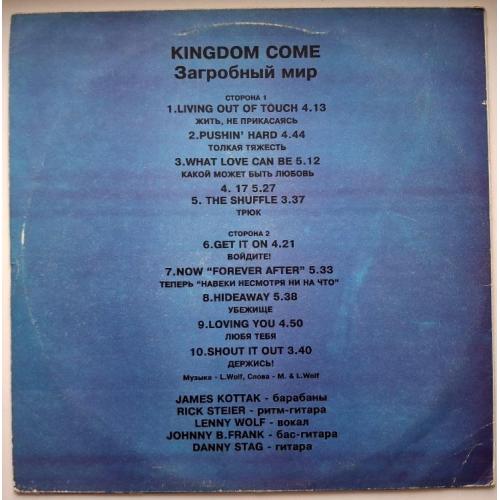 KINGDOM COME
Загробный мир
СТОРОНА 1
1.LIVING OUT OF TOUCH 4.13
ЖИТЬ, НЕ ПРИКАСАЯСЬ
2.PUSHIN' HARD 4.44
ТОЛКАЯ ТЯЖЕСТЬ
3.WHAT LOVE CAN BE 5.12
КАКОЙ МОЖЕТ БЫТЬ ЛЮБОВЬ
4. 17 5.27
5. THE SHUFFLE 3.37
ТРЮК
СТОРОНА 2
6.GET IT ON 4.21
ВОЙДИТЕ!
7.NOW "FOREVER AFTER" 5.33
ТЕПЕРЬ "НАВЕКИ НЕСМОТРЯ НИ НА ЧТО"
8.HIDEAWAY 5.38
УБЕЖИЩЕ
9.LOVING YOU 4.50
ЛЮБЯ ТЕБЯ
10.SHOUT IT OUT 3.40
ДЕРЖИСЬ!
Музыка - L.Wolf, Слова - M. & L.Wolf
JAMES KOTTAK - барабаны
RICK STEIER - ритм-гитара
LENNY WOLF - вокал
JOHNNY B.FRANK - бас-гитара
DANNY STAG - гитара